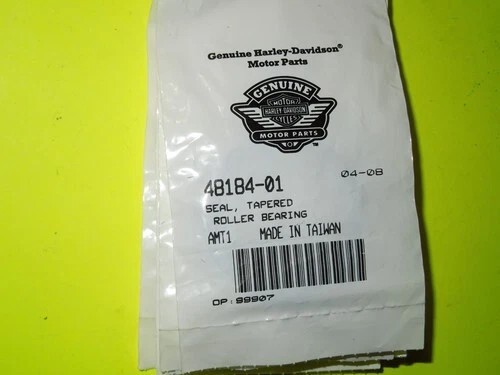 Genuine Harley-Davidson®
Motor Parts
GENUINE
MOTOR
HARLEY-DAVIDSON
CYCLES
MOTOR PARTS
TM
48184-01
04-08
SEAL, TAPERED
ROLLER BEARING
AMT1 MADE IN TAIWAN
OP:99907